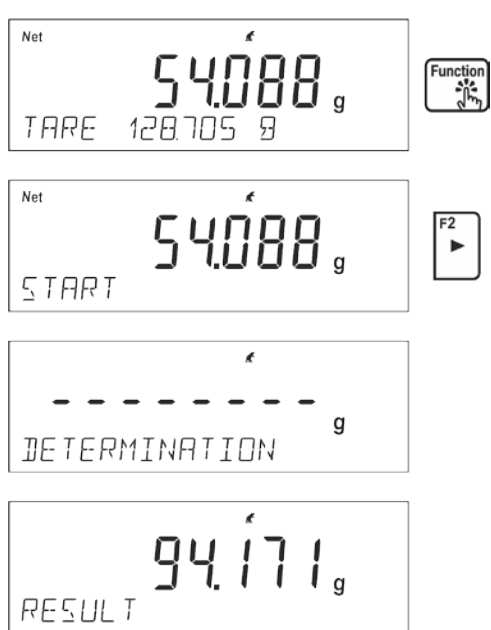 Net
54.088 g
TARE 128.705 g
Function
Net
54.088 g
START
F2
- - - - - - - - g
DETERMINATION
94.171 g
RESULT